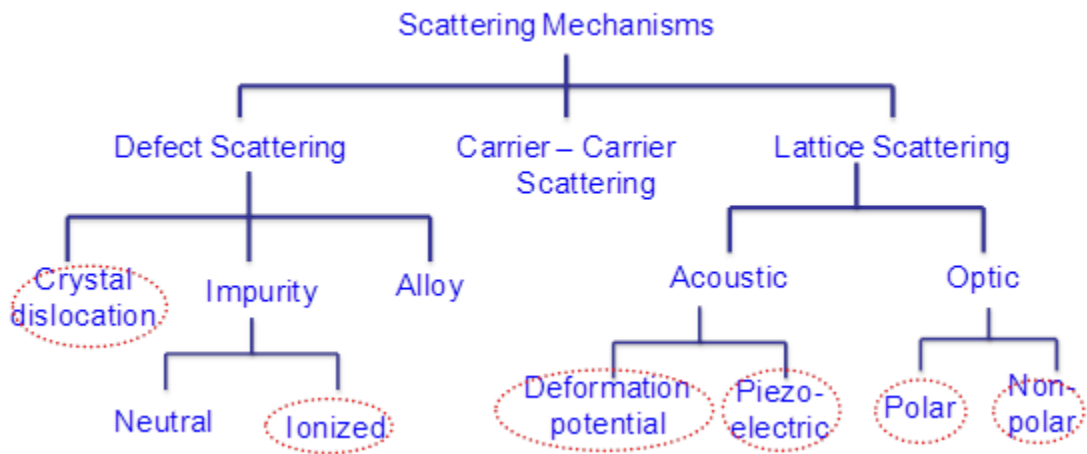 Scattering Mechanisms
Defect Scattering
Carrier – Carrier
Scattering
Lattice Scattering
Crystal
dislocation
Impurity
Alloy
Acoustic
Optic
Neutral
Ionized
Deformation
potential
Piezo-
electric
Polar
Non-
polar